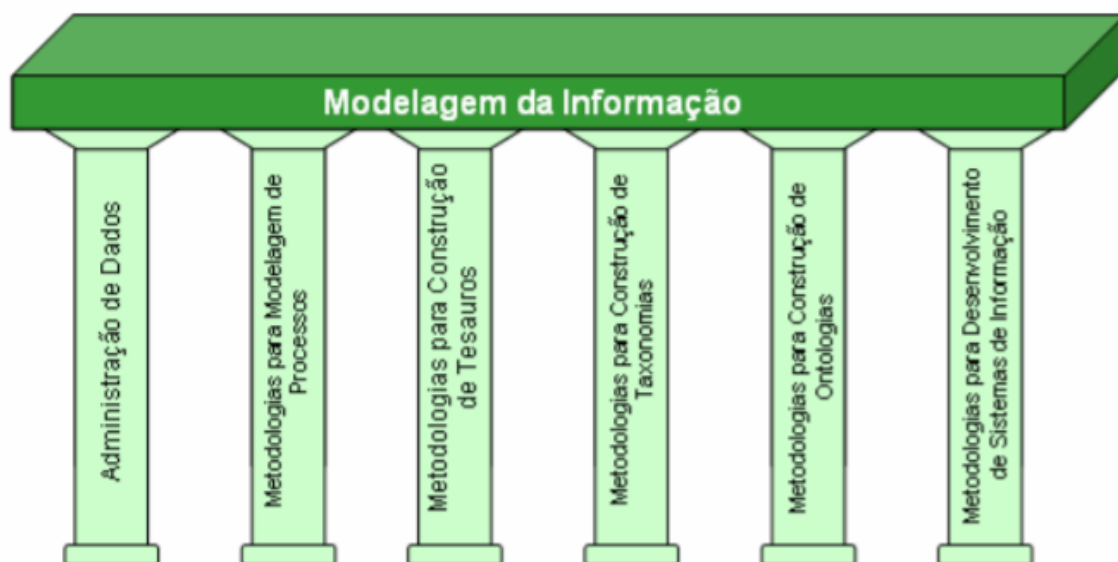 Modelagem da Informação
Administração de Dados
Metodologias para Modelagem de
Processos
Metodologias para Construção
de Tesauros
Metodologias para Construção de
Taxonomias
Metodologias para Construção de
Ontologias
Metodologias para Desenvolvimento
de Sistemas de Informação